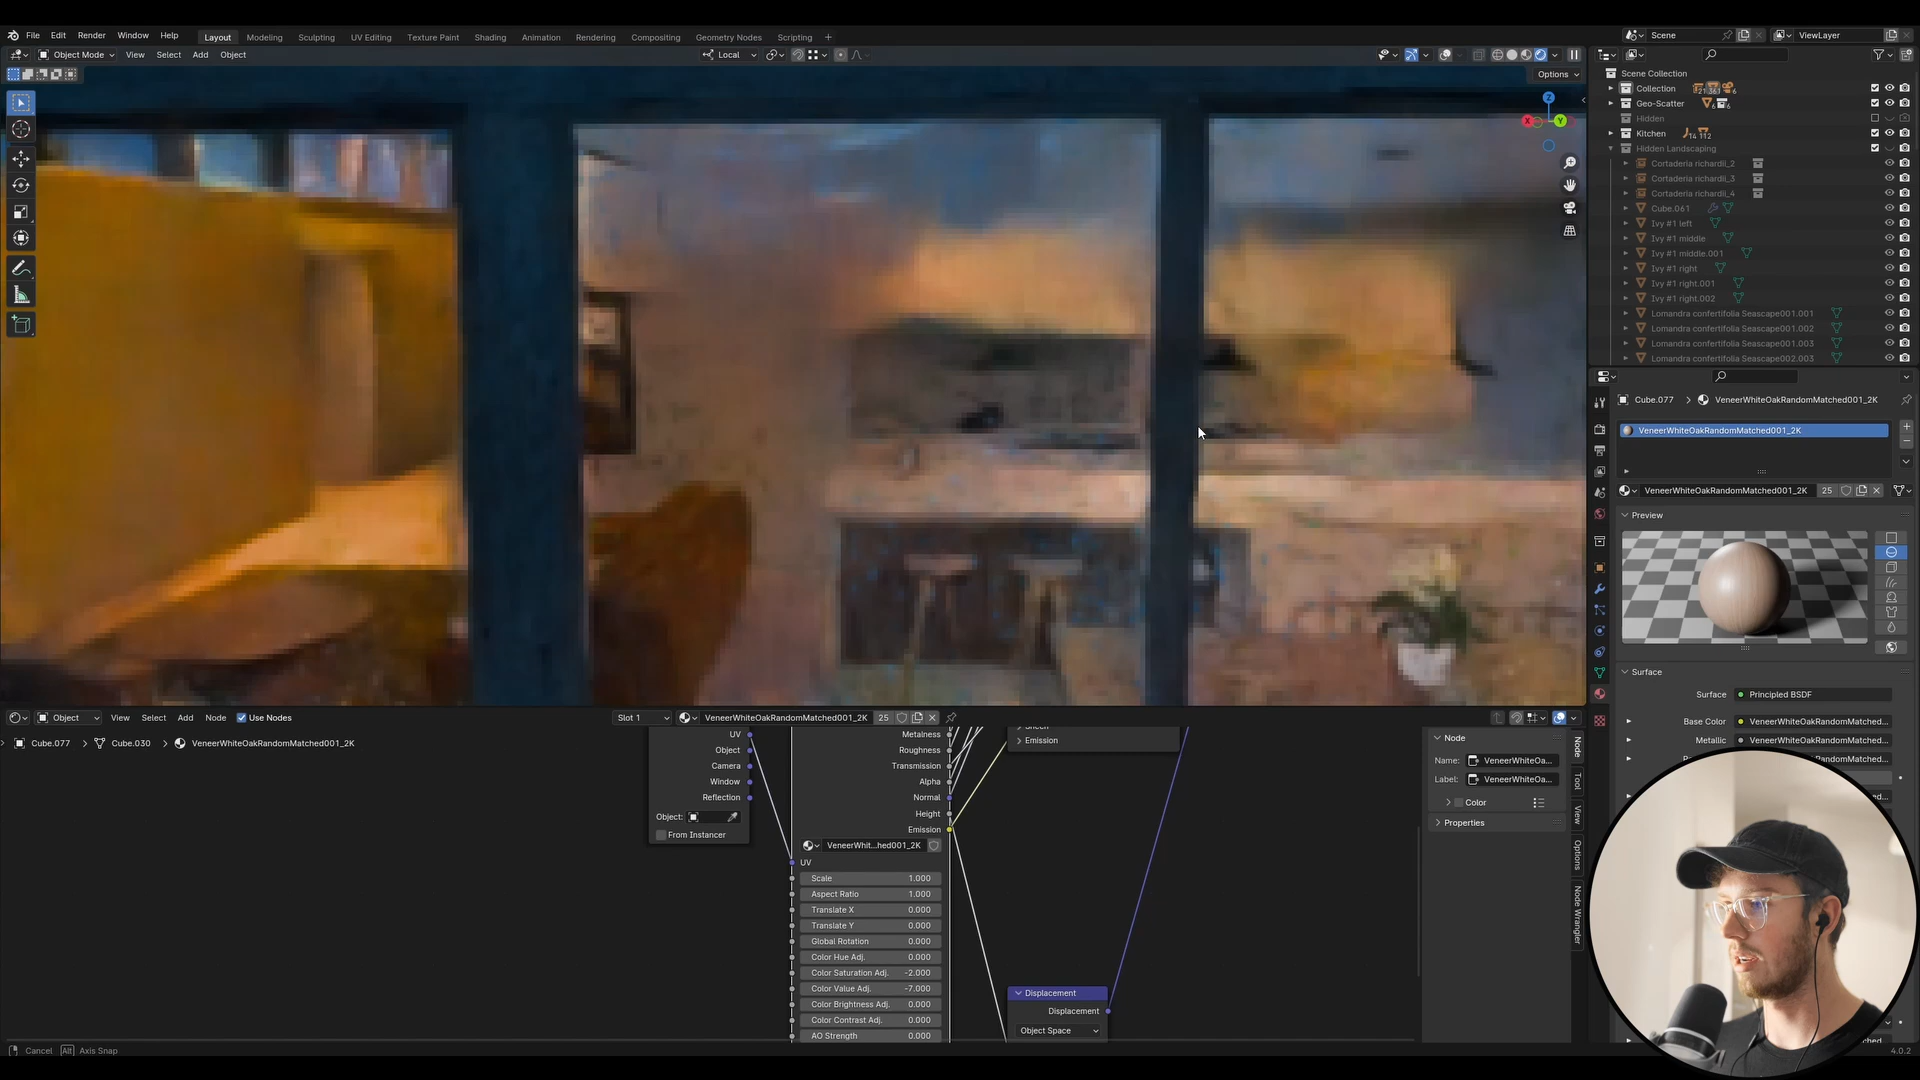 File Edit Render Window Help
Layout Modeling Sculpting UV Editing Texture Paint Shading Animation Rendering Compositing Geometry Nodes Scripting +
Scene
ViewLayer
Object Mode View Select Add Object
Local
Options
Z
X
Y
Scene Collection
Collection
Geo-Scatter
Hidden
Kitchen
Hidden Landscaping
Cortaderia richardii_2
Cortaderia richardii_3
Cortaderia richardii_4
Cube.061
Ivy #1 left
Ivy #1 middle
Ivy #1 middle.001
Ivy #1 right
Ivy #1 right.001
Ivy #1 right.002
Lomandra confertifolia Seascape001.001
Lomandra confertifolia Seascape001.002
Lomandra confertifolia Seascape001.003
Lomandra confertifolia Seascape002.003
Cube.077 > VeneerWhiteOakRandomMatched001_2K
VeneerWhiteOakRandomMatched001_2K
VeneerWhiteOakRandomMatched001_2K 25
Preview
Surface
Surface Principled BSDF
Base Color VeneerWhiteOakRandomMatched...
Metallic VeneerWhiteOakRandomMatched...
Object View Select Add Node Use Nodes
Slot 1
VeneerWhiteOakRandomMatched001_2K 25
Cube.077 > Cube.030 > VeneerWhiteOakRandomMatched001_2K
UV
Object
Camera
Window
Reflection
Object:
From Instancer
Metalness
Roughness
Transmission
Alpha
Normal
Height
Emission
VeneerWhit...hed001_2K
UV
Scale 1.000
Aspect Ratio 1.000
Translate X 0.000
Translate Y 0.000
Global Rotation 0.000
Color Hue Adj. 0.000
Color Saturation Adj. -2.000
Color Value Adj. -7.000
Color Brightness Adj. 0.000
Color Contrast Adj. 0.000
AO Strength 0.000
Emission
Displacement
Displacement
Object Space
Node
Name: VeneerWhiteOa...
Label: VeneerWhiteOa...
Color
Properties
Node
Tool
View
Options
Node Wrangler
Cancel Alt Axis Snap
4.0.2